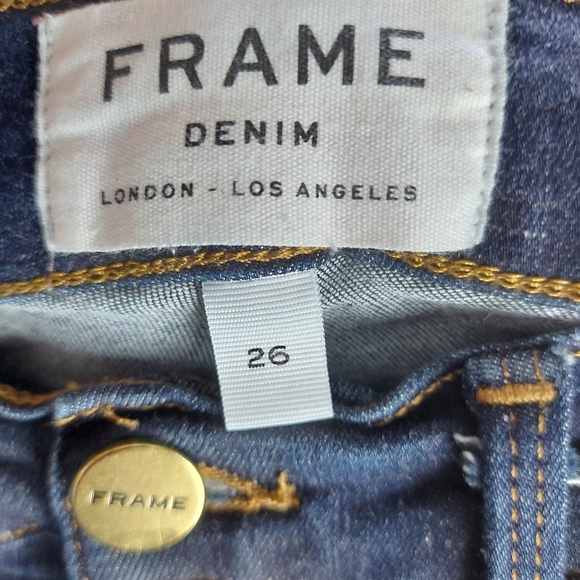 FRAME
DENIM
LONDON - LOS ANGELES
26
FRAME